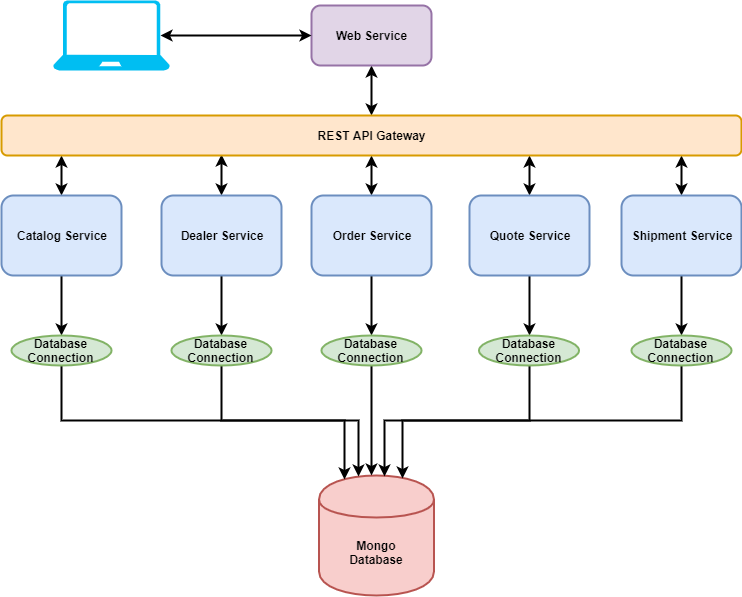 Web Service
REST API Gateway
Catalog Service
Dealer Service
Order Service
Quote Service
Shipment Service
Database
Connection
Database
Connection
Database
Connection
Database
Connection
Database
Connection
Mongo
Database